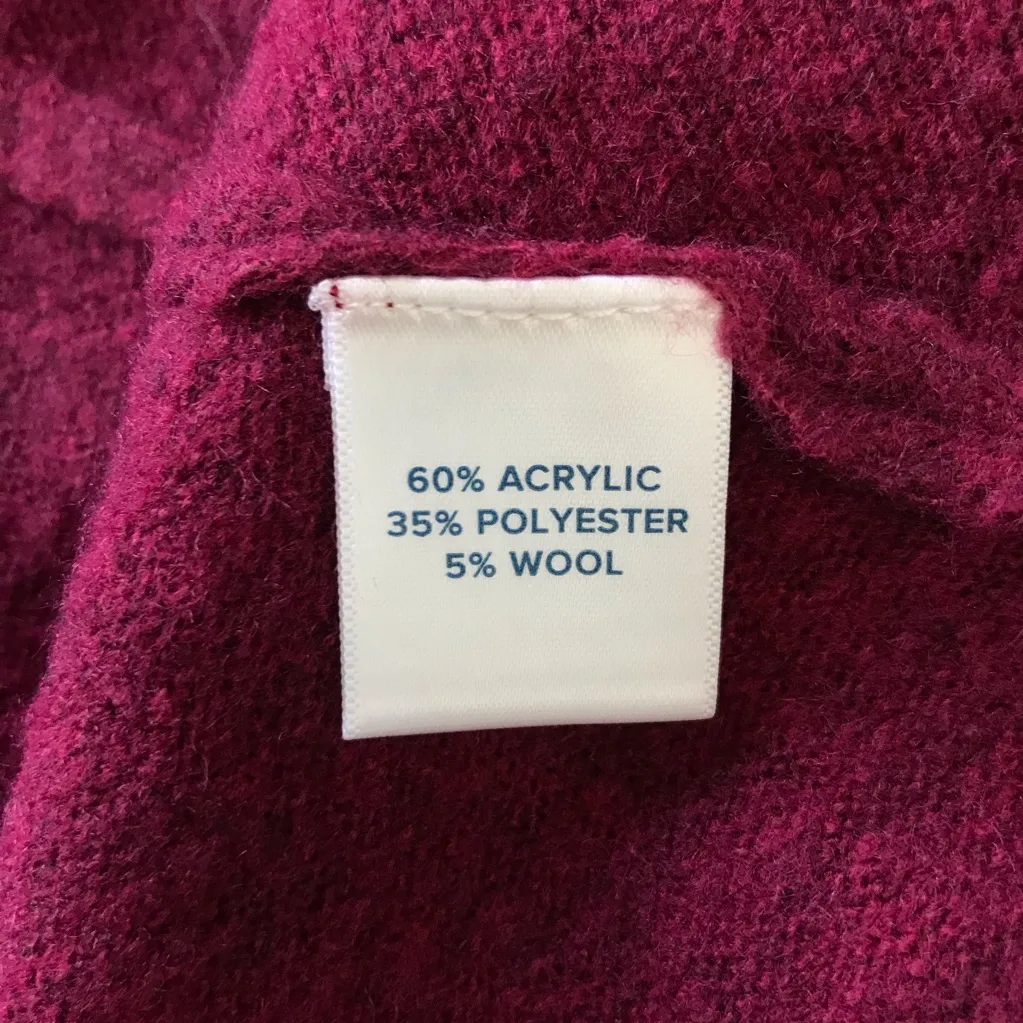 60% ACRYLIC
35% POLYESTER
5% WOOL